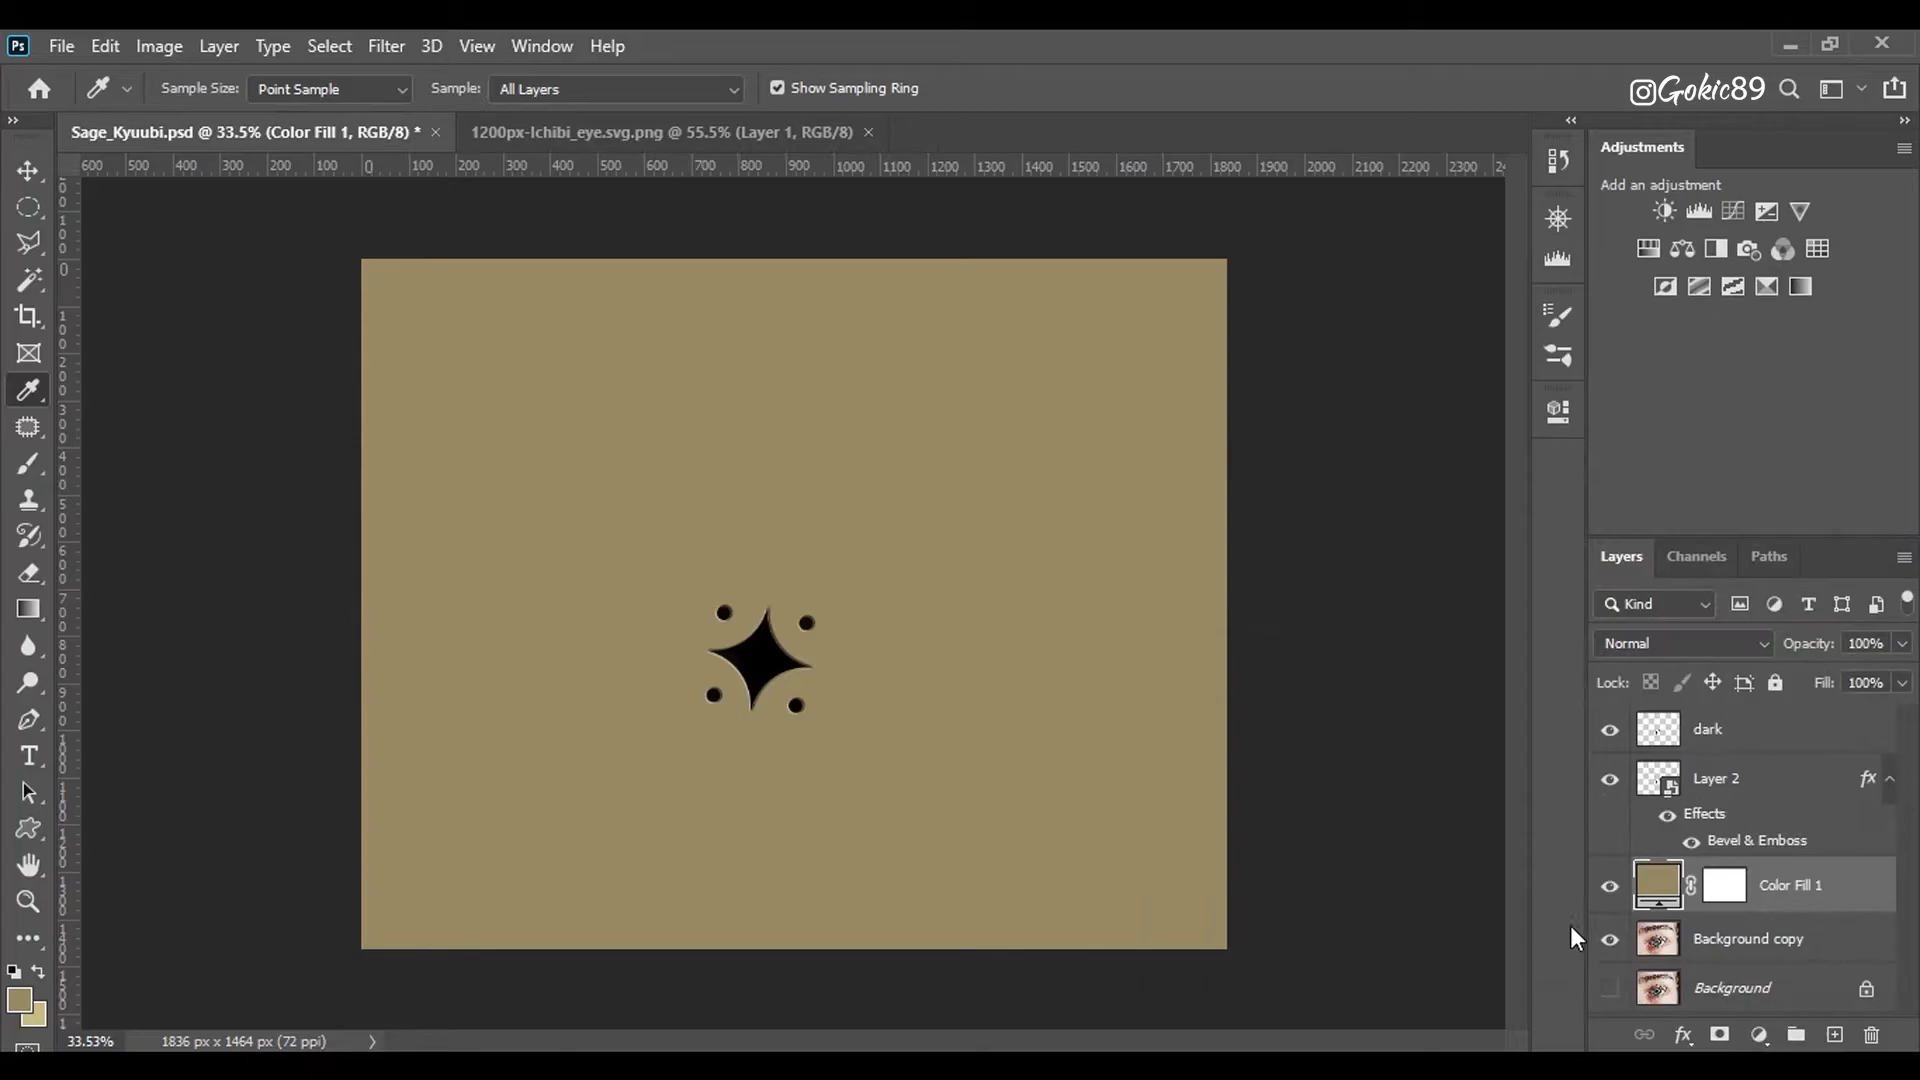 Ps File Edit Image Layer Type Select Filter 3D View Window Help
Sample Size: Point Sample Sample: All Layers Show Sampling Ring
Gokic89
Sage_Kyuubi.psd @ 33.5% (Color Fill 1, RGB/8) *
1200px-Ichibi_eye.svg.png @ 55.5% (Layer 1, RGB/8)
600 500 400 300 200 100 0 100 200 300 400 500 600 700 800 900 1000 1100 1200 1300 1400 1500 1600 1700 1800 1900 2000 2100 2200 2300
Adjustments
Add an adjustment
Layers Channels Paths
Kind
Normal Opacity: 100%
Lock: Fill: 100%
dark
Layer 2 fx
Effects
Bevel & Emboss
Color Fill 1
Background copy
Background
33.53% 1836 px x 1464 px (72 ppi)
fx